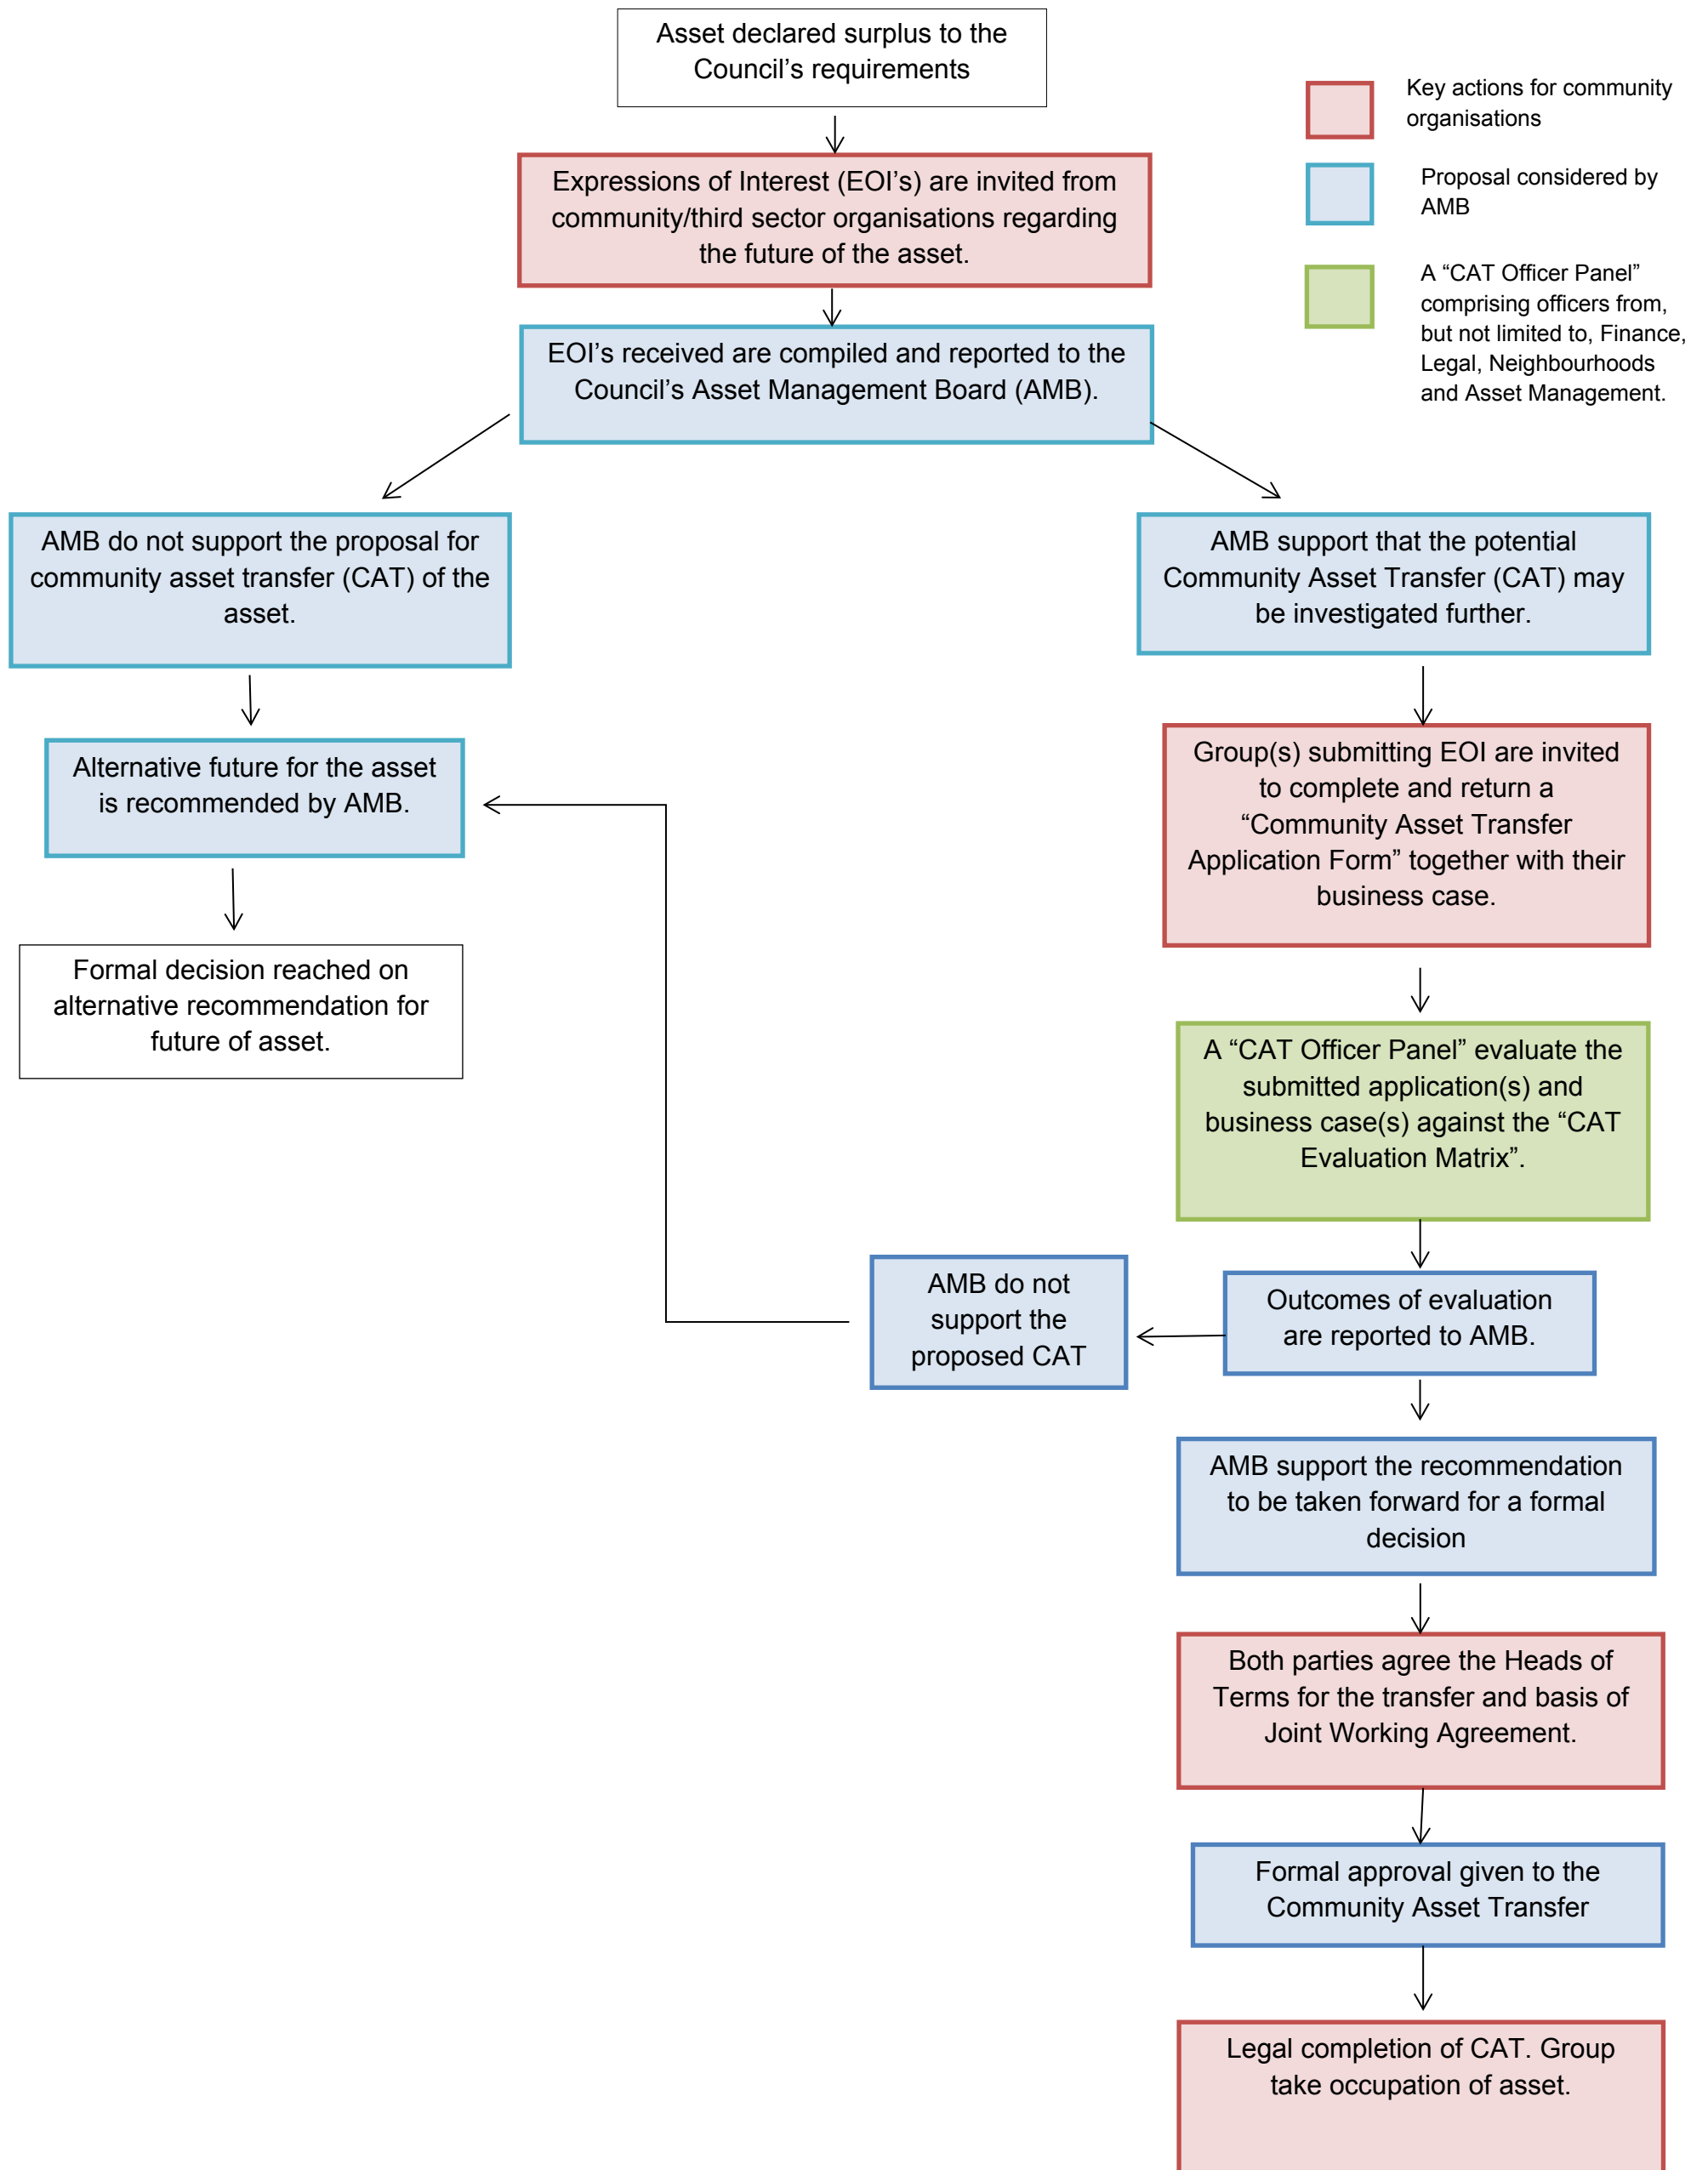 Asset declared surplus to the
Council’s requirements
Key actions for community
organisations
Expressions of Interest (EOI’s) are invited from
community/third sector organisations regarding
the future of the asset.
Proposal considered by
AMB
A “CAT Officer Panel”
comprising officers from,
but not limited to, Finance,
Legal, Neighbourhoods
and Asset Management.
EOI’s received are compiled and reported to the
Council’s Asset Management Board (AMB).
AMB do not support the proposal for
community asset transfer (CAT) of the
asset.
AMB support that the potential
Community Asset Transfer (CAT) may
be investigated further.
Alternative future for the asset
is recommended by AMB.
Group(s) submitting EOI are invited
to complete and return a
“Community Asset Transfer
Application Form” together with their
business case.
Formal decision reached on
alternative recommendation for
future of asset.
A “CAT Officer Panel” evaluate the
submitted application(s) and
business case(s) against the “CAT
Evaluation Matrix”.
AMB do not
support the
proposed CAT
Outcomes of evaluation
are reported to AMB.
AMB support the recommendation
to be taken forward for a formal
decision
Both parties agree the Heads of
Terms for the transfer and basis of
Joint Working Agreement.
Formal approval given to the
Community Asset Transfer
Legal completion of CAT. Group
take occupation of asset.